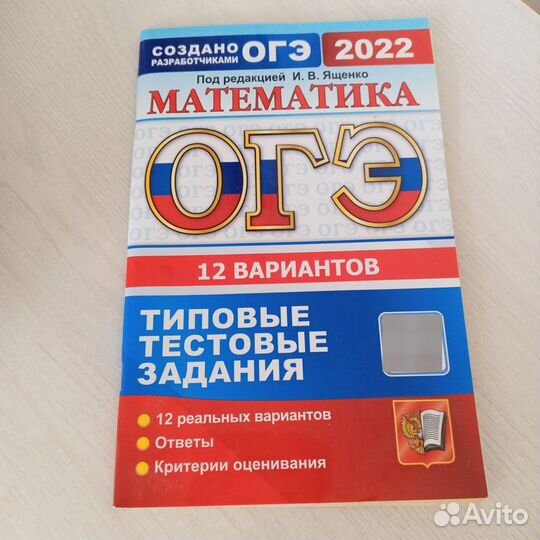 СОЗДАНО
РАЗРАБОТЧИКАМИ ОГЭ 2022
Под редакцией И. В. Ященко
МАТЕМАТИКА
ОГЭ
12 ВАРИАНТОВ
ТИПОВЫЕ
ТЕСТОВЫЕ
ЗАДАНИЯ
12 реальных вариантов
Ответы
Критерии оценивания
Avito